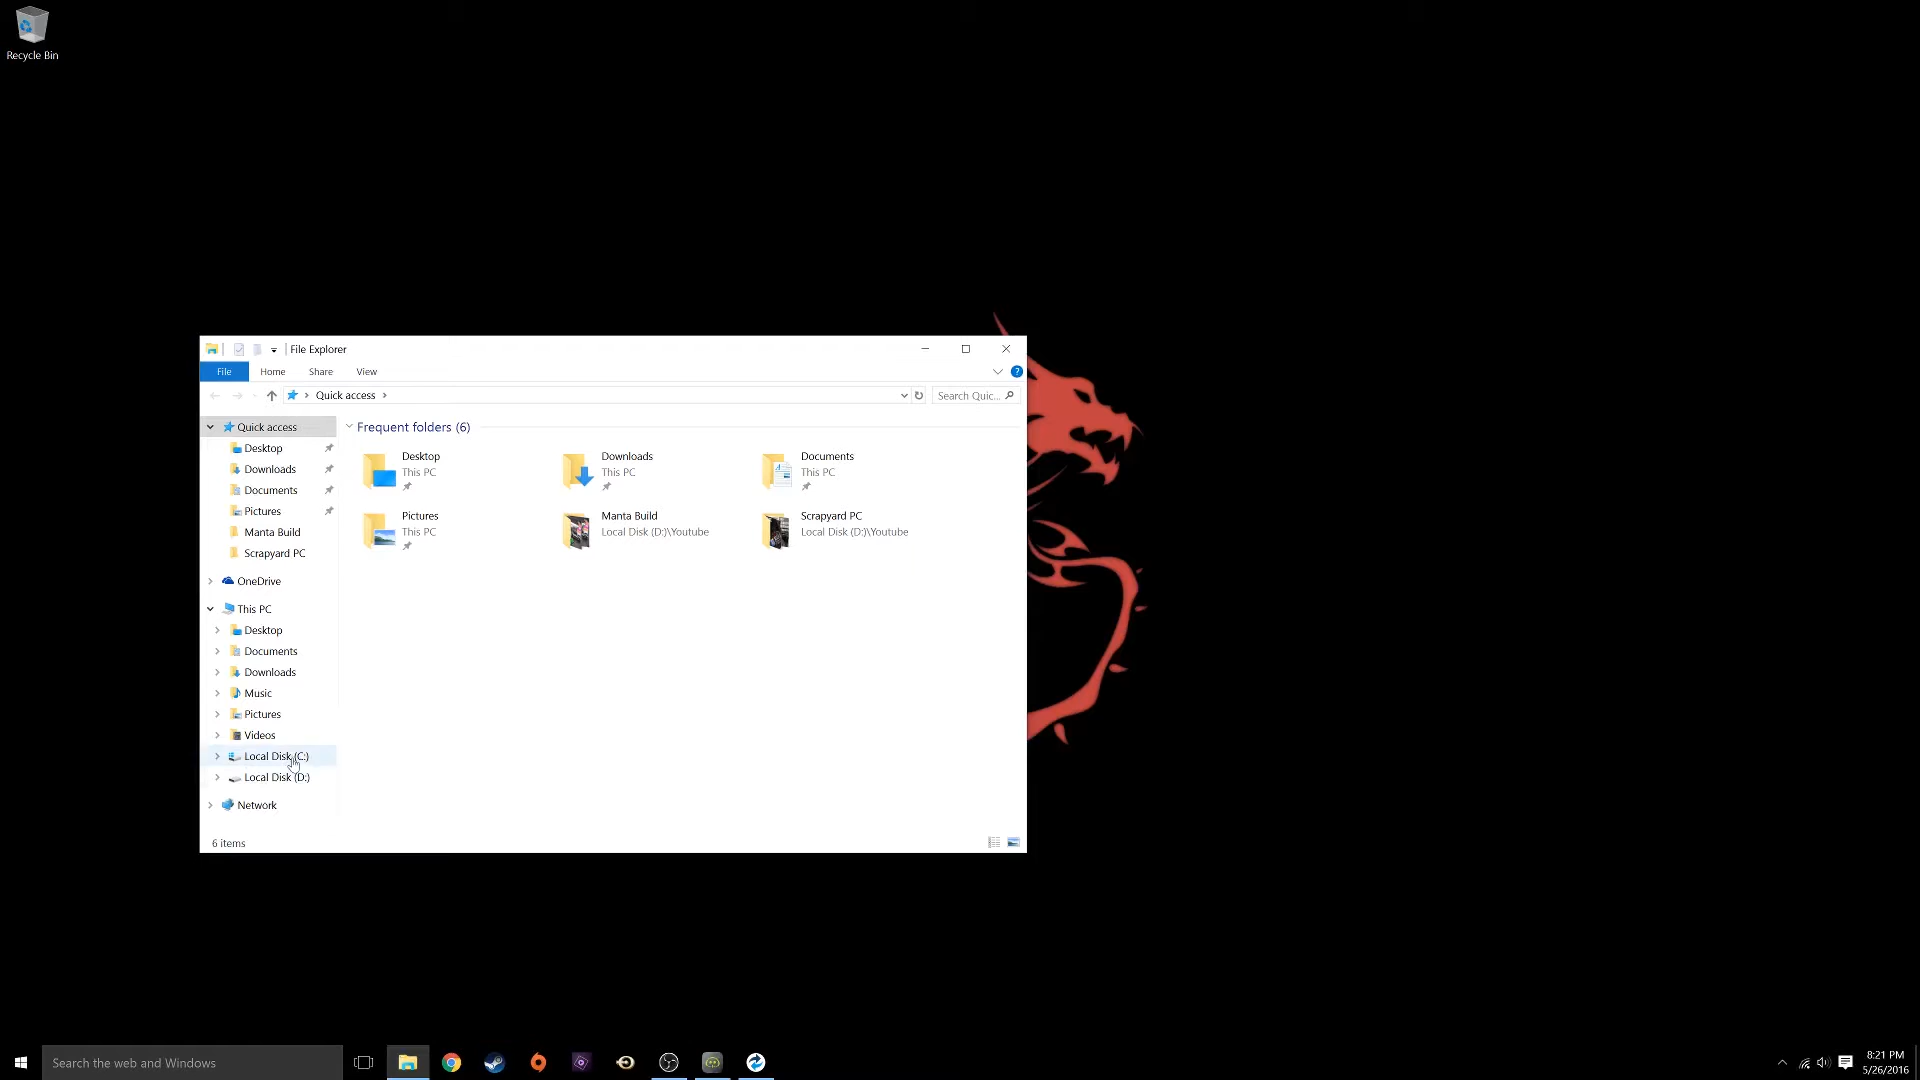 Recycle Bin
File Explorer
File Home Share View
Quick access
Search Quic...
Quick access
Desktop
Downloads
Documents
Pictures
Manta Build
Scrapyard PC
OneDrive
This PC
Desktop
Documents
Downloads
Music
Pictures
Videos
Local Disk (C:)
Local Disk (D:)
Network
Frequent folders (6)
Desktop
This PC
Downloads
This PC
Documents
This PC
Pictures
This PC
Manta Build
Local Disk (D:)\Youtube
Scrapyard PC
Local Disk (D:)\Youtube
6 items
Search the web and Windows
8:21 PM
5/26/2016